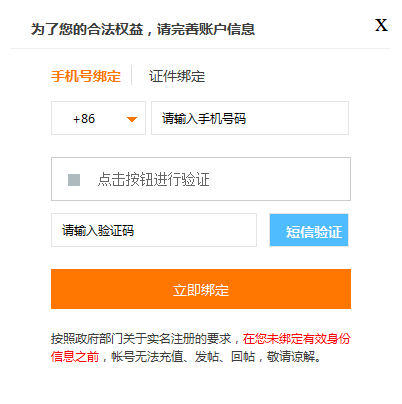 为了您的合法权益，请完善账户信息
X
手机号绑定
证件绑定
+86
请输入手机号码
点击按钮进行验证
请输入验证码
短信验证
立即绑定
按照政府部门关于实名注册的要求，在您未绑定有效身份
信息之前，帐号无法充值、发帖、回帖，敬请谅解。